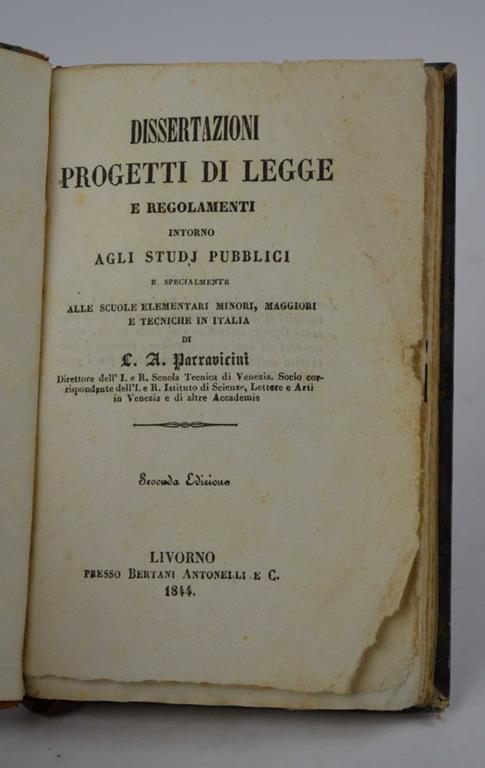 DISSERTAZIONI
PROGETTI DI LEGGE
E REGOLAMENTI
INTORNO
AGLI STUDJ PUBBLICI
E SPECIALMENTE
ALLE SCUOLE ELEMENTARI MINORI, MAGGIORI
E TECNICHE IN ITALIA
DI
L. A. Parravicini
Direttore dell' I. e R. Scuola Tecnica di Venezia. Socio cor-
rispondente dell'I. e R. Istituto di Scienze, Lettere e Arti
in Venezia e di altre Accademie
Seconda Edizione
LIVORNO
PRESSO BERTANI ANTONELLI E C.
1844.